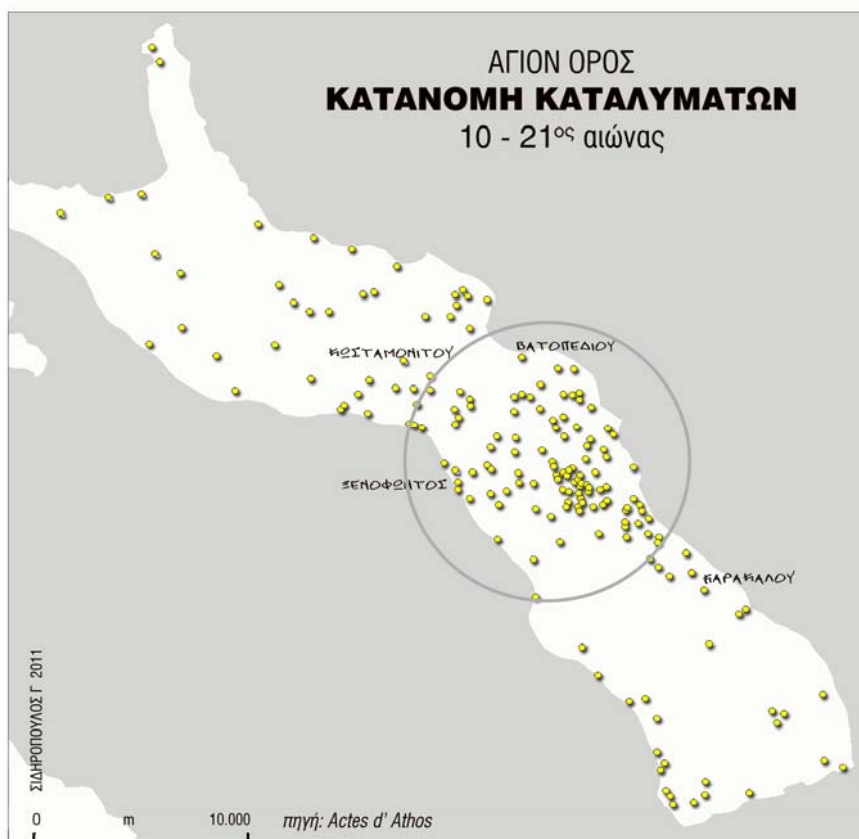 ΑΓΙΟΝ ΟΡΟΣ
ΚΑΤΑΝΟΜΗ ΚΑΤΑΛΥΜΑΤΩΝ
10 - 21ος αιώνας
ΚΩΣΤΑΜΟΝΙΤΟΥ
ΒΑΤΟΠΕΔΙΟΥ
ΞΕΝΟΦΩΝΤΟΣ
ΚΑΡΑΚΑΛΟΥ
ΣΙΔΗΡΟΠΟΥΛΟΣ Γ 2011
0 m 10.000
πηγή: Actes d' Athos